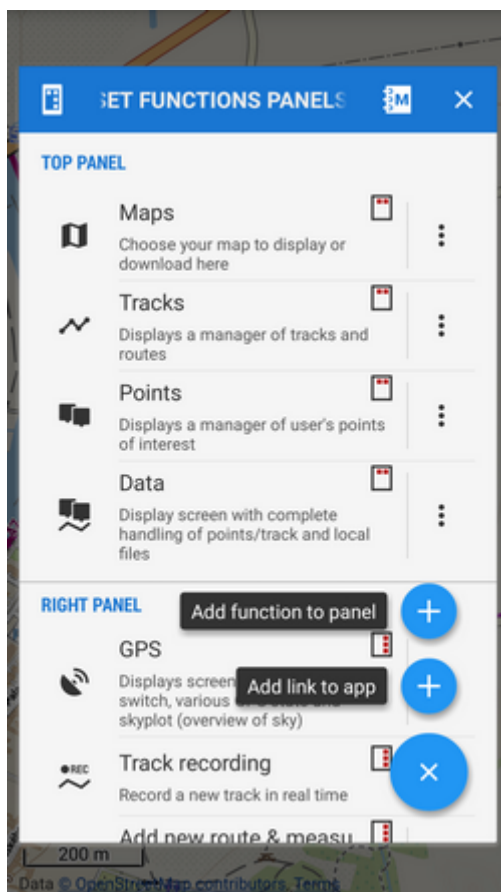 SET FUNCTIONS PANELS
M
TOP PANEL
Maps
Choose your map to display or
download here
Tracks
Displays a manager of tracks and
routes
Points
Displays a manager of user's points
of interest
Data
Display screen with complete
handling of points/track and local
files
RIGHT PANEL
Add function to panel
GPS
Displays screen
Add link to app
switch, various
skyplot (overview of sky)
REC
Track recording
Record a new track in real time
Add new route & measu
200 m
Data © OpenStreetMap contributors, Terms